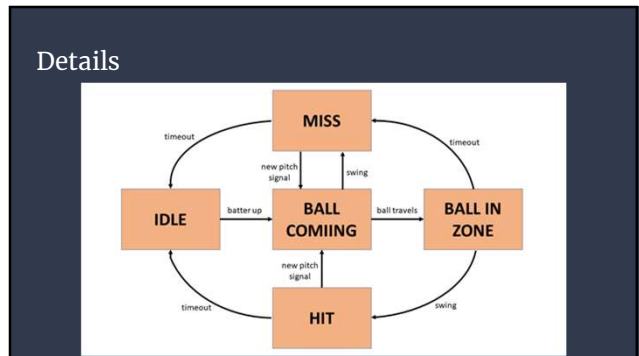 Details
MISS
timeout
timeout
new pitch
signal
swing
IDLE
batter up
BALL
COMIING
ball travels
BALL IN
ZONE
new pitch
signal
timeout
swing
HIT